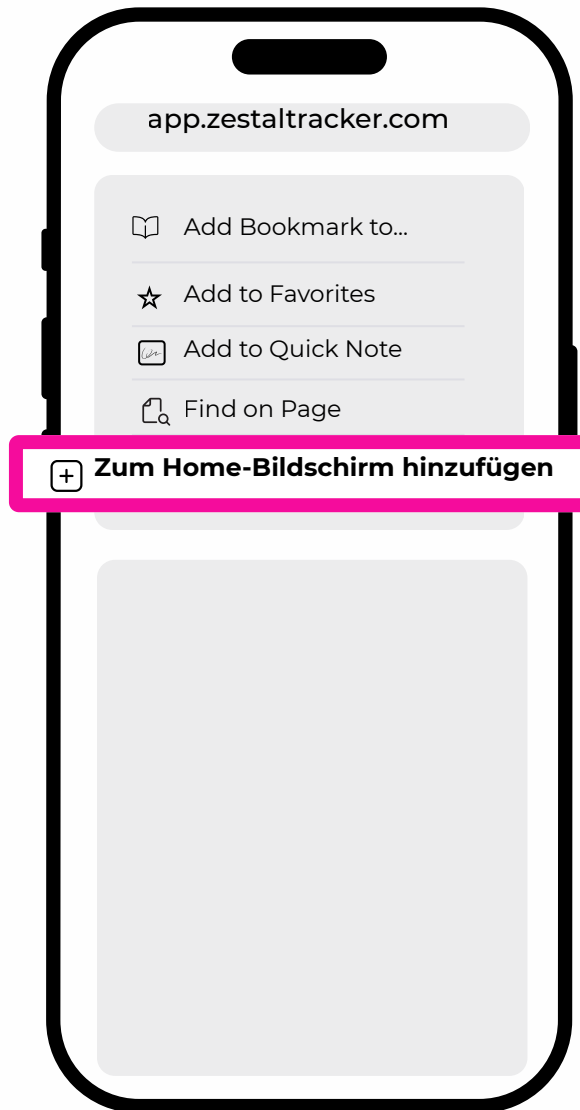 app.zestaltracker.com
Add Bookmark to...
Add to Favorites
Add to Quick Note
Find on Page
Zum Home-Bildschirm hinzufügen